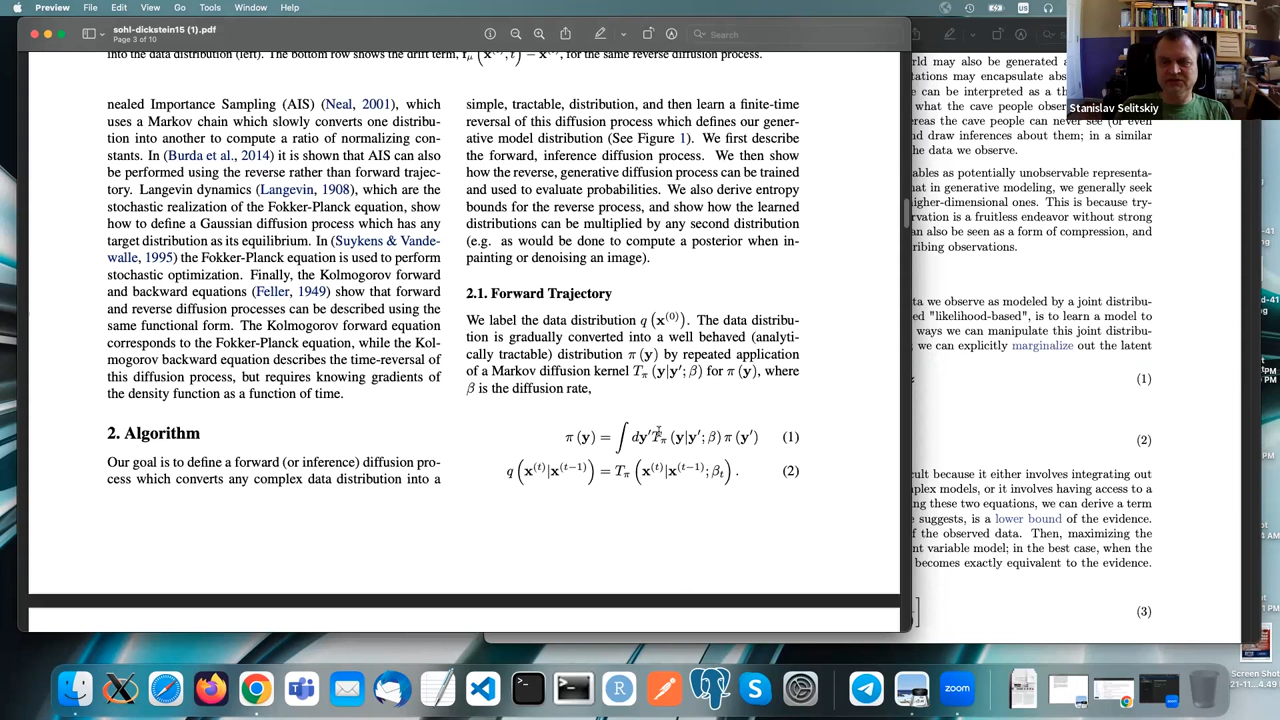 Preview File Edit View Go Tools Window Help
sohl-dickstein15 (1).pdf
Page 3 of 10
Search
Stanislav Selitskiy
into the data distribution (left). The bottom row shows the drift term, f_μ (x^(t), t) − x^(t), for the same reverse diffusion process.
nealed Importance Sampling (AIS) (Neal, 2001), which
uses a Markov chain which slowly converts one distribu-
tion into another to compute a ratio of normalizing con-
stants. In (Burda et al., 2014) it is shown that AIS can also
be performed using the reverse rather than forward trajec-
tory. Langevin dynamics (Langevin, 1908), which are the
stochastic realization of the Fokker-Planck equation, show
how to define a Gaussian diffusion process which has any
target distribution as its equilibrium. In (Suykens & Vande-
walle, 1995) the Fokker-Planck equation is used to perform
stochastic optimization. Finally, the Kolmogorov forward
and backward equations (Feller, 1949) show that forward
and reverse diffusion processes can be described using the
same functional form. The Kolmogorov forward equation
corresponds to the Fokker-Planck equation, while the Kol-
mogorov backward equation describes the time-reversal of
this diffusion process, but requires knowing gradients of
the density function as a function of time.
2. Algorithm
Our goal is to define a forward (or inference) diffusion pro-
cess which converts any complex data distribution into a
simple, tractable, distribution, and then learn a finite-time
reversal of this diffusion process which defines our gener-
ative model distribution (See Figure 1). We first describe
the forward, inference diffusion process. We then show
how the reverse, generative diffusion process can be trained
and used to evaluate probabilities. We also derive entropy
bounds for the reverse process, and show how the learned
distributions can be multiplied by any second distribution
(e.g. as would be done to compute a posterior when in-
painting or denoising an image).
2.1. Forward Trajectory
We label the data distribution q (x^(0)). The data distribu-
tion is gradually converted into a well behaved (analyti-
cally tractable) distribution π (y) by repeated application
of a Markov diffusion kernel T_π (y|y′; β) for π (y), where
β is the diffusion rate,
π (y) = ∫ dy′T_π (y|y′; β) π (y′) (1)
q (x^(t)|x^(t−1)) = T_π (x^(t)|x^(t−1); β_t) . (2)
rld may also be generated
tations may encapsulate
can be interpreted as a
what the cave people
ereas the cave people can never see (or even
nd draw inferences about them; in a similar
he data we observe.
ables as potentially unobservable representa-
hat in generative modeling, we generally seek
igher-dimensional ones. This is because try-
rvation is a fruitless endeavor without strong
an also be seen as a form of compression, and
ribing observations.
ta we observe as modeled by a joint distribu-
ed "likelihood-based", is to learn a model to
ways we can manipulate this joint distribu-
we can explicitly marginalize out the latent
(1)
(2)
cult because it either involves integrating out
mplex models, or it involves having access to a
ng these two equations, we can derive a term
suggests, is a lower bound of the evidence.
f the observed data. Then, maximizing the
nt variable model; in the best case, when the
becomes exactly equivalent to the evidence.
(3)
zoom
Screen Shot
21-11...4.49